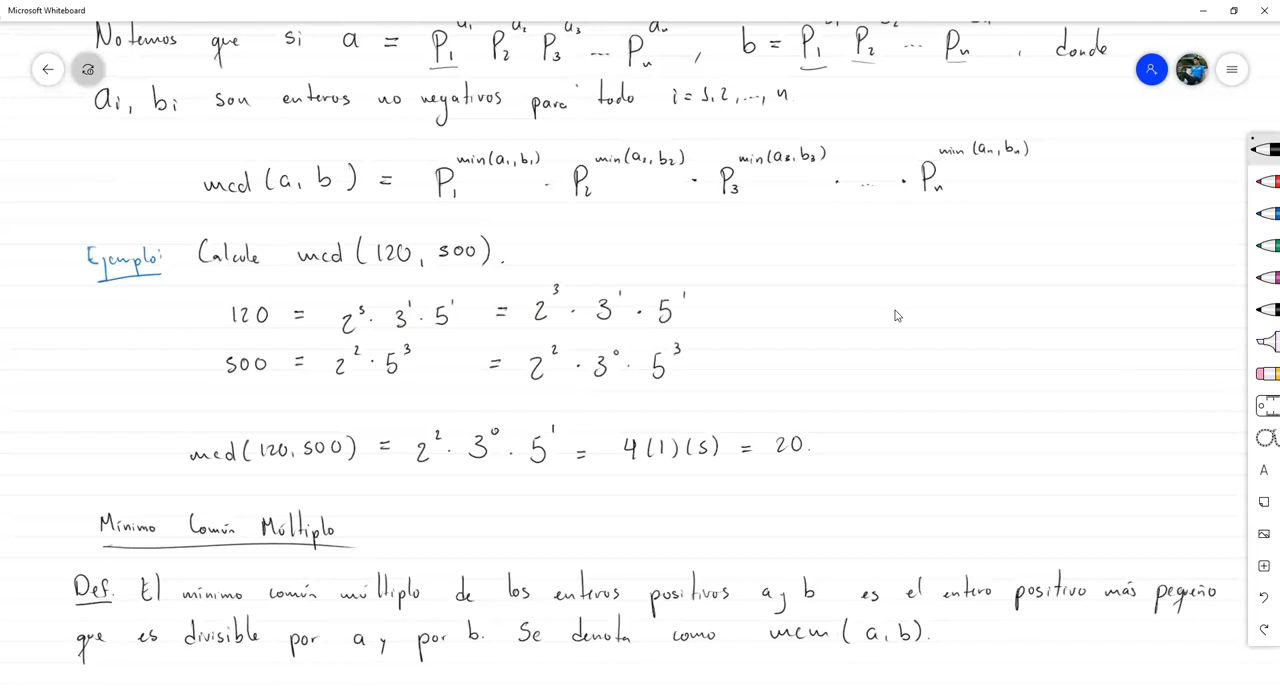 Microsoft Whiteboard
Notemos que si a = P₁^a₁ P₂^a₂ P₃^a₃ ... Pₙ^aₙ , b = P₁ P₂ ... Pₙ , donde
aᵢ, bᵢ son enteros no negativos para todo i = 1, 2, ..., n
mcd (a, b) = P₁^min(a₁, b₁) · P₂^min(a₂, b₂) · P₃^min(a₃, b₃) · ... · Pₙ^min(aₙ, bₙ)
Ejemplo: Calcule mcd (120, 500).
120 = 2^3 · 3^1 · 5^1 = 2^3 · 3^1 · 5^1
500 = 2^2 · 5^3 = 2^2 · 3^0 · 5^3
mcd (120, 500) = 2^2 · 3^0 · 5^1 = 4(1)(5) = 20.
Mínimo Común Múltiplo
Def. El mínimo común múltiplo de los enteros positivos a y b es el entero positivo más pequeño
que es divisible por a y por b. Se denota como mcm (a, b).
A